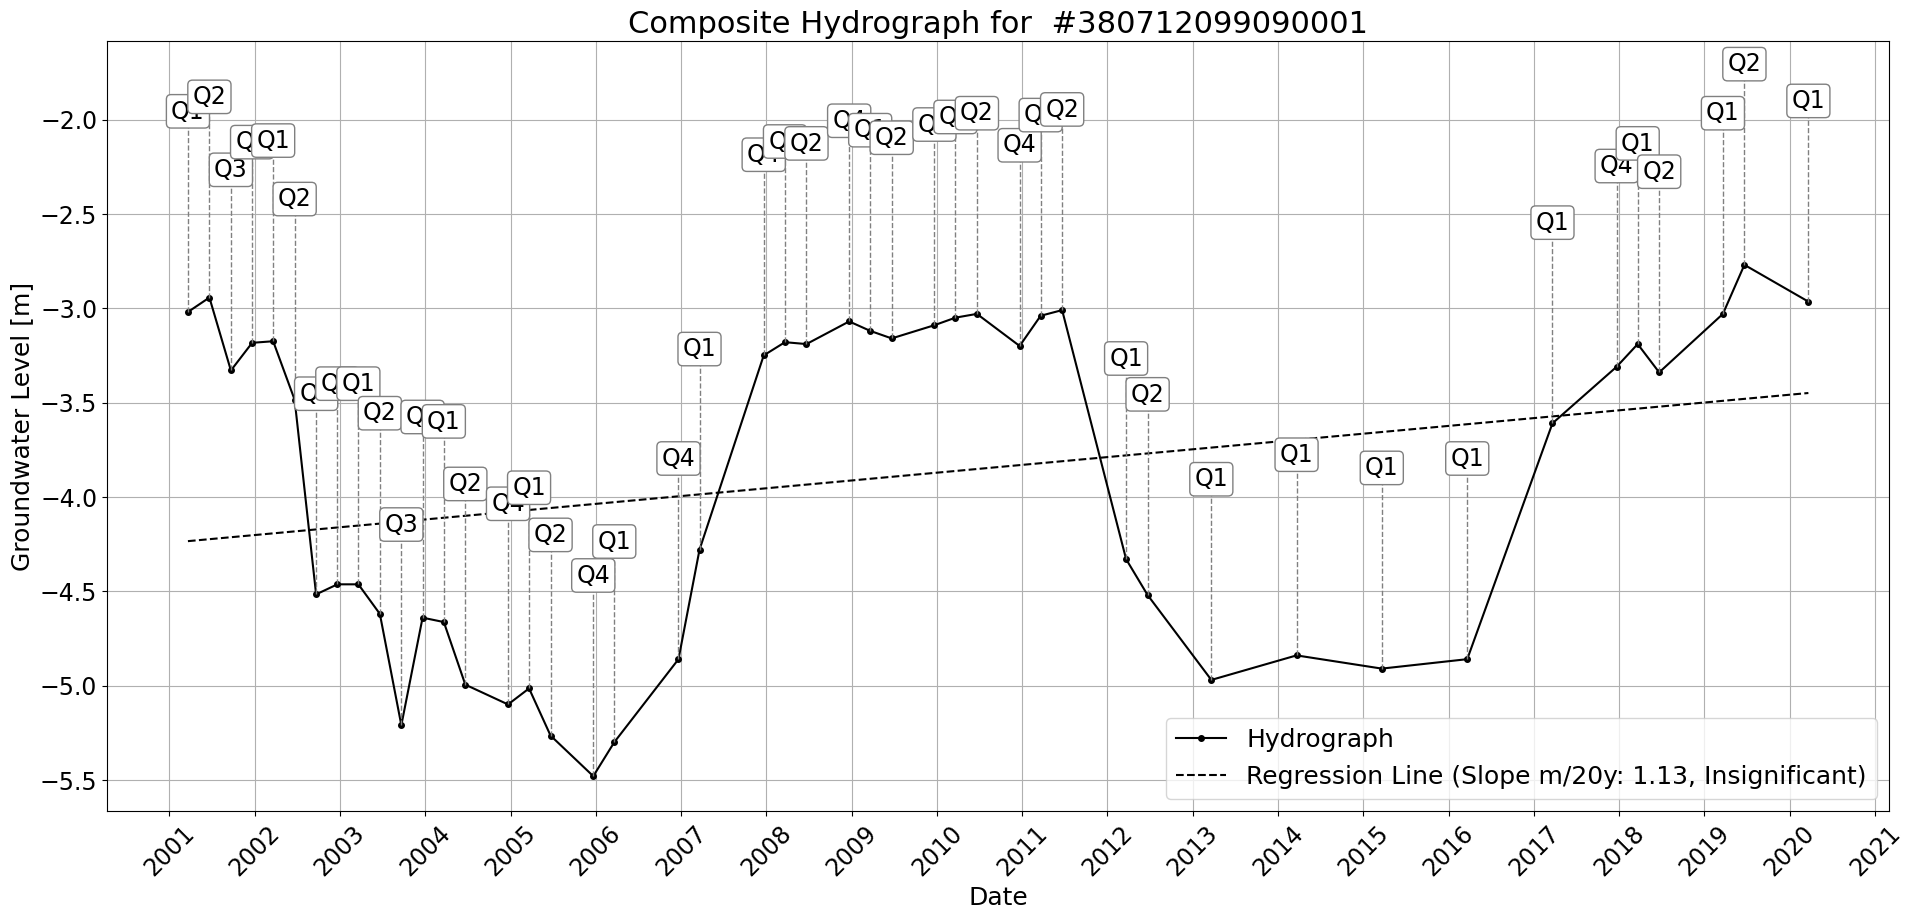 Composite Hydrograph for #380712099090001
Groundwater Level [m]
−2.0
−2.5
−3.0
−3.5
−4.0
−4.5
−5.0
−5.5
Q1
Q2
Q3
Q1
Q2
Q1
Q2
Q3
Q1
Q2
Q4
Q1
Q2
Q4
Q1
Q4
Q1
Q2
Q4
Q2
Q2
Q4
Q2
Q1
Q2
Q1
Q1
Q1
Q1
Q1
Q4
Q1
Q2
Q1
Q2
Q1
Hydrograph
Regression Line (Slope m/20y: 1.13, Insignificant)
2001
2002
2003
2004
2005
2006
2007
2008
2009
2010
2011
2012
2013
2014
2015
2016
2017
2018
2019
2020
2021
Date